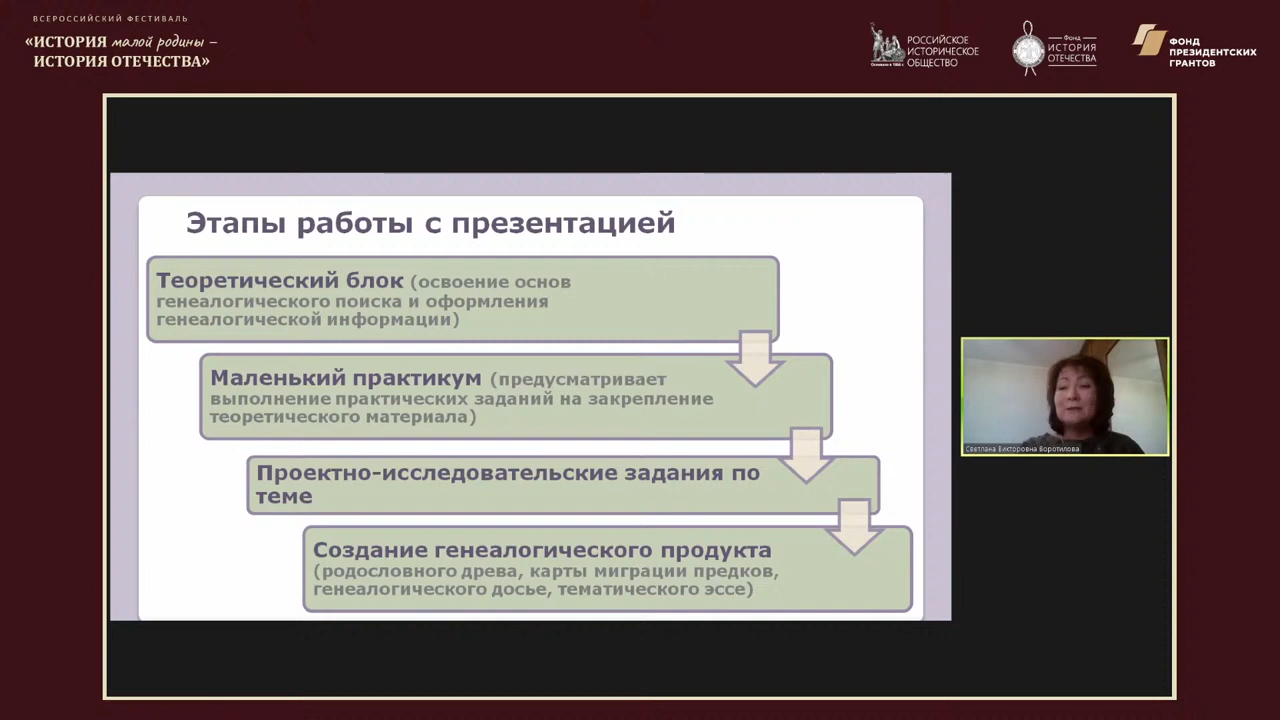 ВСЕРОССИЙСКИЙ ФЕСТИВАЛЬ
«ИСТОРИЯ малой родины –
ИСТОРИЯ ОТЕЧЕСТВА»
РОССИЙСКОЕ
ИСТОРИЧЕСКОЕ
ОБЩЕСТВО
Основано в 1866 г.
Фонд
ИСТОРИЯ
ОТЕЧЕСТВА
ФОНД
ПРЕЗИДЕНТСКИХ
ГРАНТОВ
Этапы работы с презентацией
Теоретический блок (освоение основ
генеалогического поиска и оформления
генеалогической информации)
Маленький практикум (предусматривает
выполнение практических заданий на закрепление
теоретического материала)
Проектно-исследовательские задания по
теме
Создание генеалогического продукта
(родословного древа, карты миграции предков,
генеалогического досье, тематического эссе)
Светлана Викторовна Воротилова